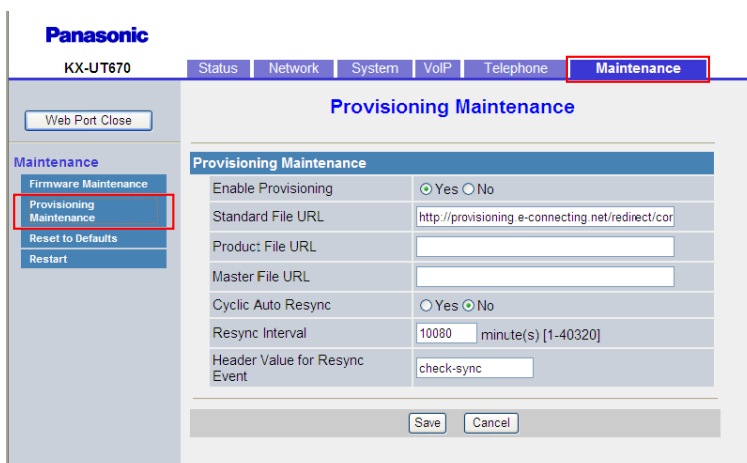 Panasonic
KX-UT670
Status Network System VoIP Telephone Maintenance
Web Port Close
Provisioning Maintenance
Maintenance
Firmware Maintenance
Provisioning
Maintenance
Reset to Defaults
Restart
Provisioning Maintenance
Enable Provisioning Yes No
Standard File URL http://provisioning.e-connecting.net/redirect/cor
Product File URL
Master File URL
Cyclic Auto Resync Yes No
Resync Interval 10080 minute(s) [1-40320]
Header Value for Resync
Event check-sync
Save Cancel